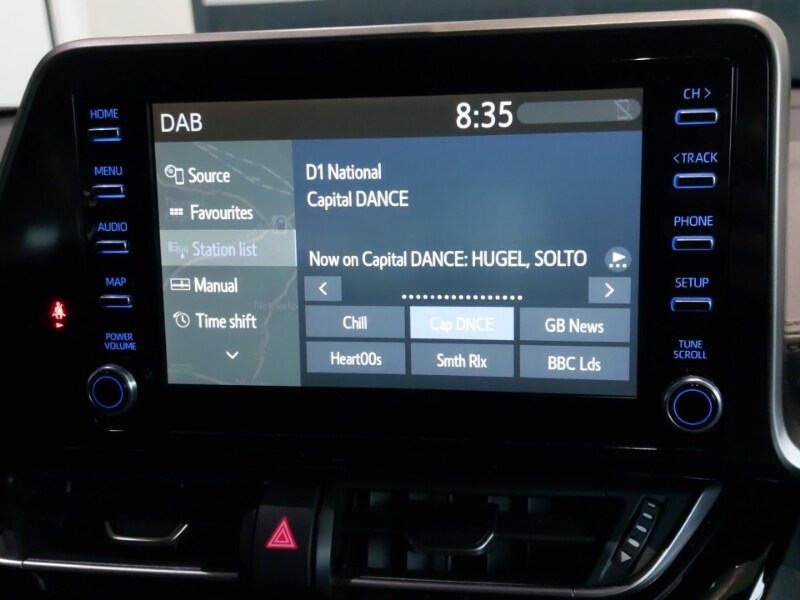 DAB
8:35
HOME
MENU
AUDIO
MAP
POWER
VOLUME
Source
Favourites
Station list
Manual
Time shift
D1 National
Capital DANCE
Now on Capital DANCE: HUGEL, SOLTO
Chill
Cap DNCE
GB News
Heart00s
Smth Rlx
BBC Lds
CH >
< TRACK
PHONE
SETUP
TUNE
SCROLL